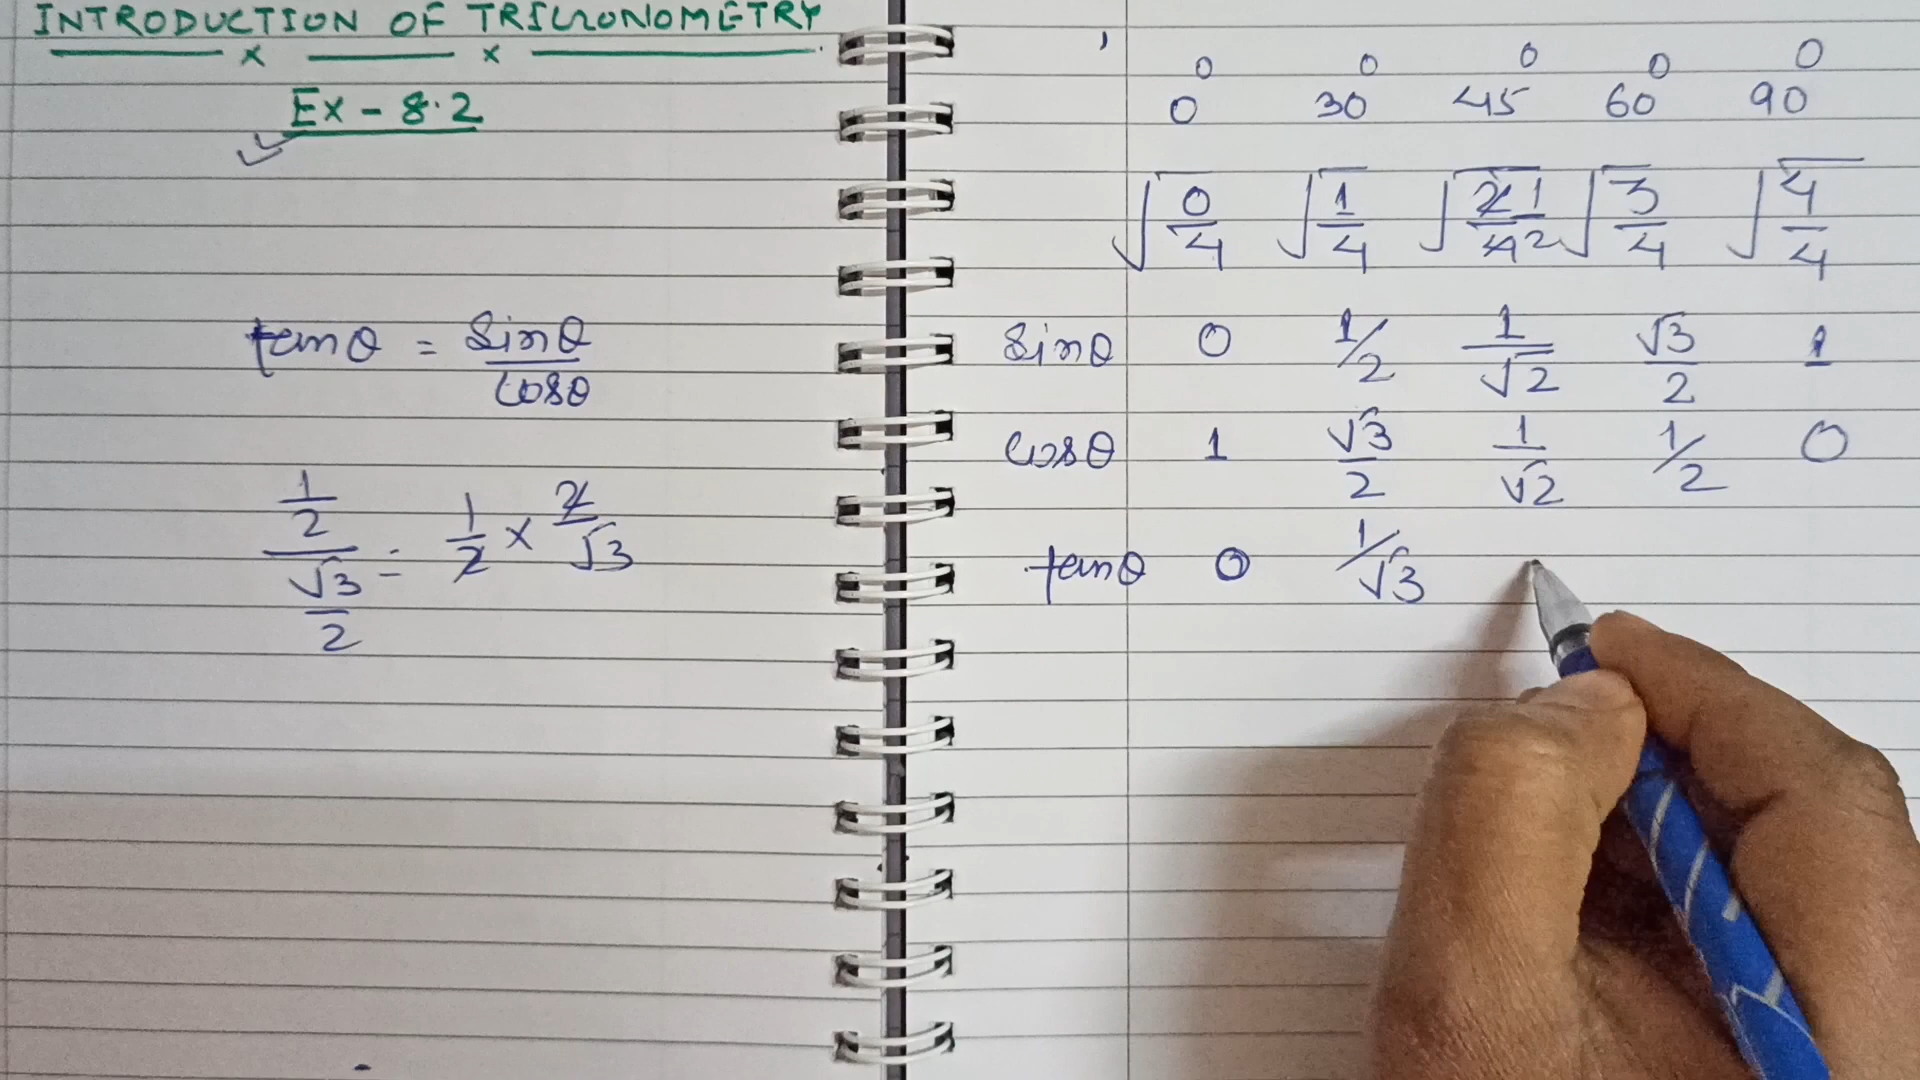 INTRODUCTION OF TRIGONOMETRY
x x
Ex - 8.2
tanθ = sinθ/cosθ
1/2 / √3/2 = 1/2 × 2/√3
0° 30° 45° 60° 90°
√0/4 √1/4 √2/4 1/2 √3/4 √4/4
sinθ 0 1/2 1/√2 √3/2 1
cosθ 1 √3/2 1/√2 1/2 0
tanθ 0 1/√3